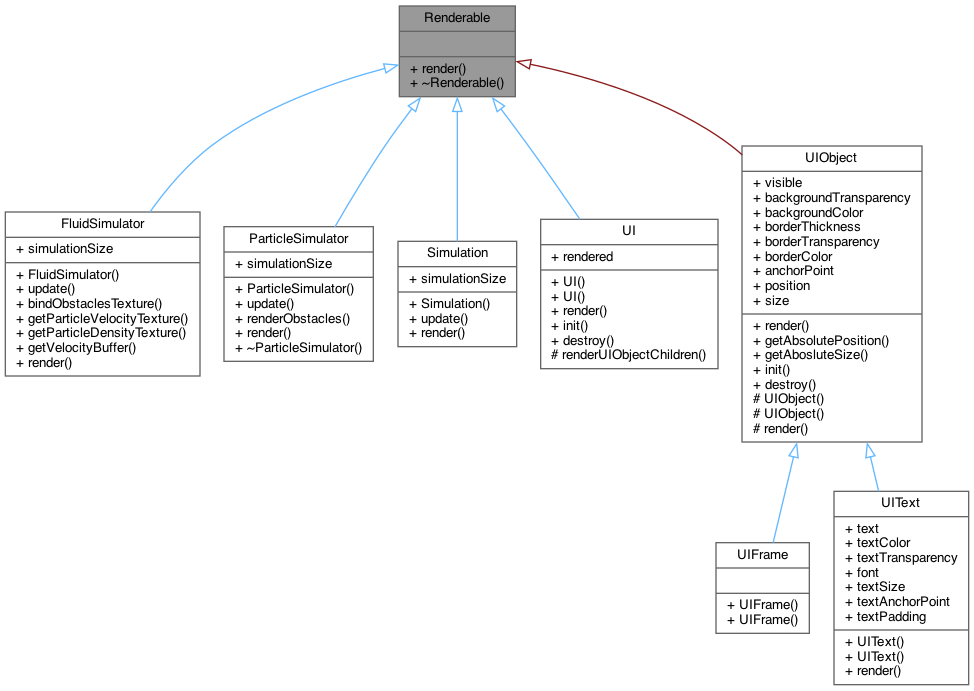 Renderable
+ render()
+ ~Renderable()
UIObject
+ visible
+ backgroundTransparency
+ backgroundColor
+ borderThickness
+ borderTransparency
+ borderColor
+ anchorPoint
+ position
+ size
+ render()
+ getAbsolutePosition()
+ getAbosluteSize()
+ init()
+ destroy()
# UIObject()
# UIObject()
# render()
FluidSimulator
+ simulationSize
+ FluidSimulator()
+ update()
+ bindObstaclesTexture()
+ getParticleVelocityTexture()
+ getParticleDensityTexture()
+ getVelocityBuffer()
+ render()
ParticleSimulator
+ simulationSize
+ ParticleSimulator()
+ update()
+ renderObstacles()
+ render()
+ ~ParticleSimulator()
Simulation
+ simulationSize
+ Simulation()
+ update()
+ render()
UI
+ rendered
+ UI()
+ UI()
+ render()
+ init()
+ destroy()
# renderUIObjectChildren()
UIFrame
+ UIFrame()
+ UIFrame()
UIText
+ text
+ textColor
+ textTransparency
+ font
+ textSize
+ textAnchorPoint
+ textPadding
+ UIText()
+ UIText()
+ render()